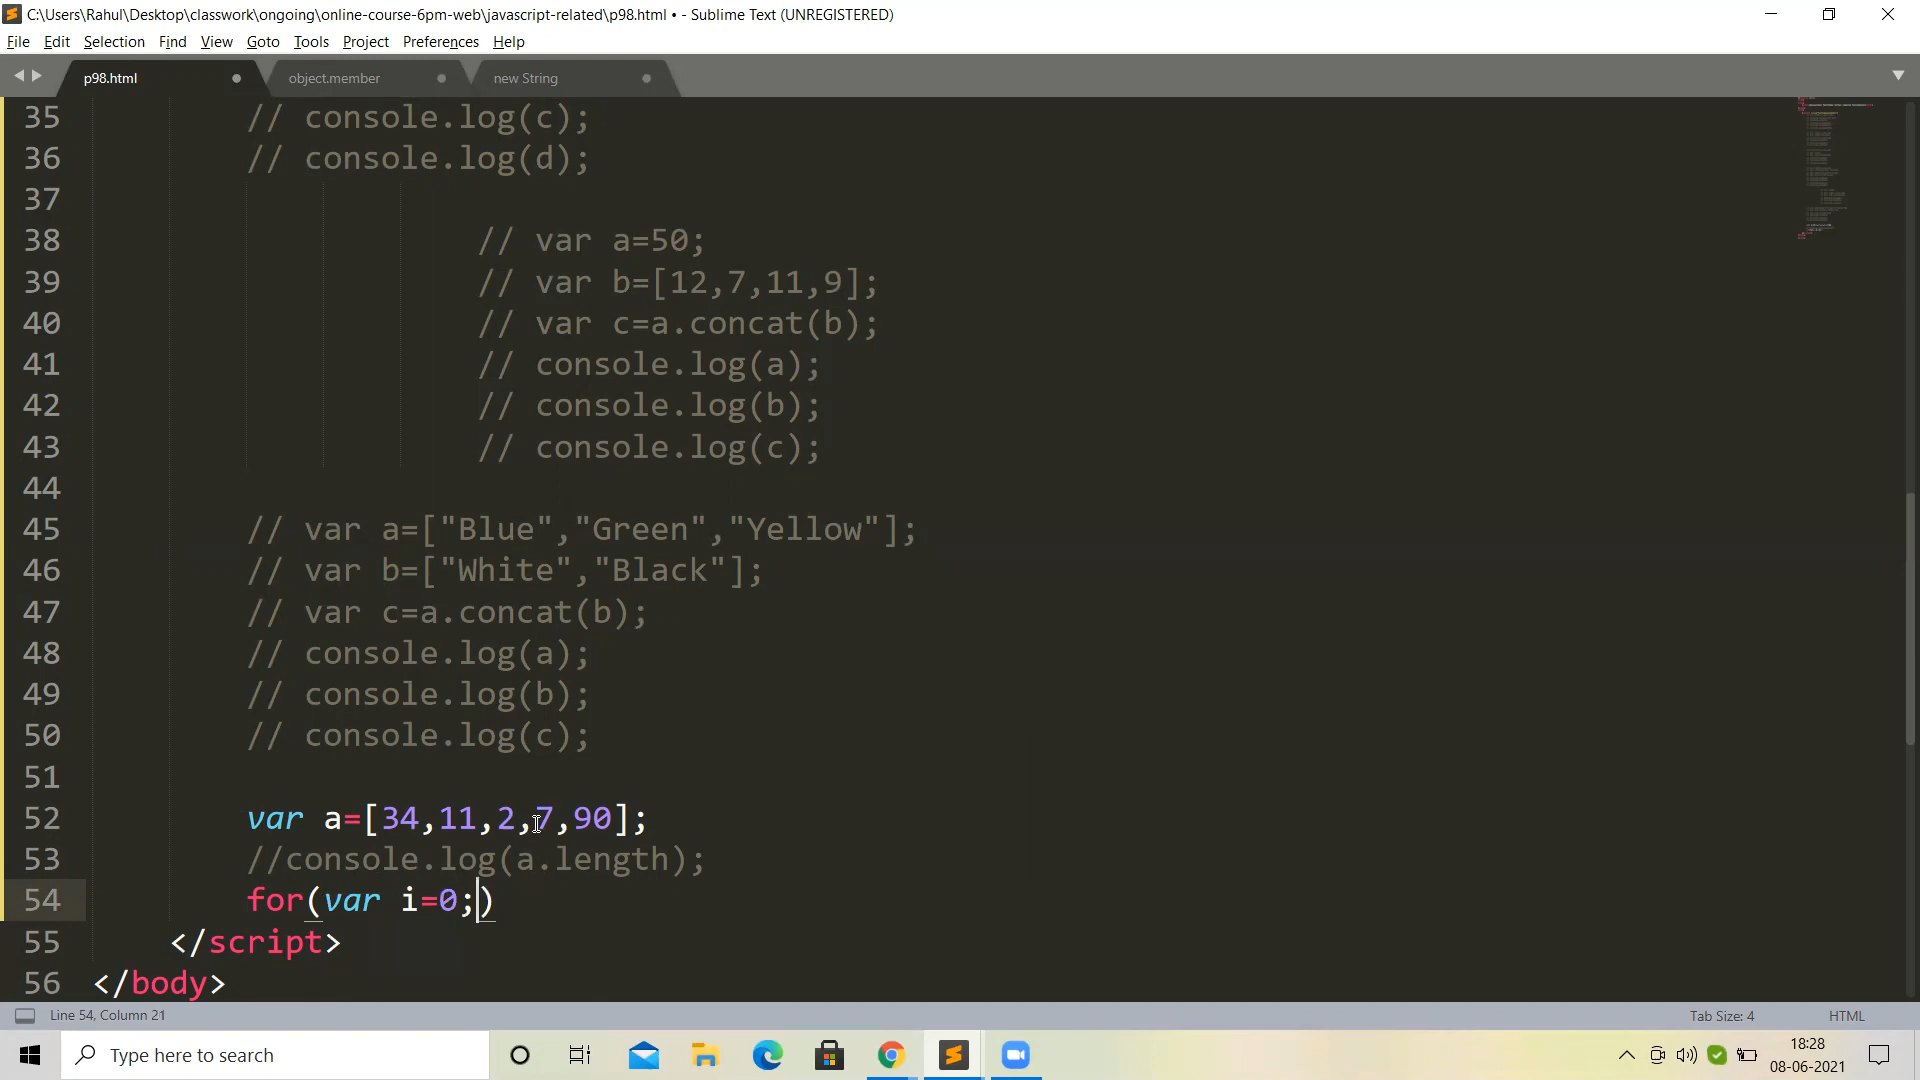 C:\Users\Rahul\Desktop\classwork\ongoing\online-course-6pm-web\javascript-related\p98.html • - Sublime Text (UNREGISTERED)
File Edit Selection Find View Goto Tools Project Preferences Help
p98.html object.member new String
35 // console.log(c);
36 // console.log(d);
37
38 // var a=50;
39 // var b=[12,7,11,9];
40 // var c=a.concat(b);
41 // console.log(a);
42 // console.log(b);
43 // console.log(c);
44
45 // var a=["Blue","Green","Yellow"];
46 // var b=["White","Black"];
47 // var c=a.concat(b);
48 // console.log(a);
49 // console.log(b);
50 // console.log(c);
51
52 var a=[34,11,2,7,90];
53 //console.log(a.length);
54 for(var i=0;)
55 </script>
56 </body>
Line 54, Column 21 Tab Size: 4 HTML
Type here to search
18:28
08-06-2021